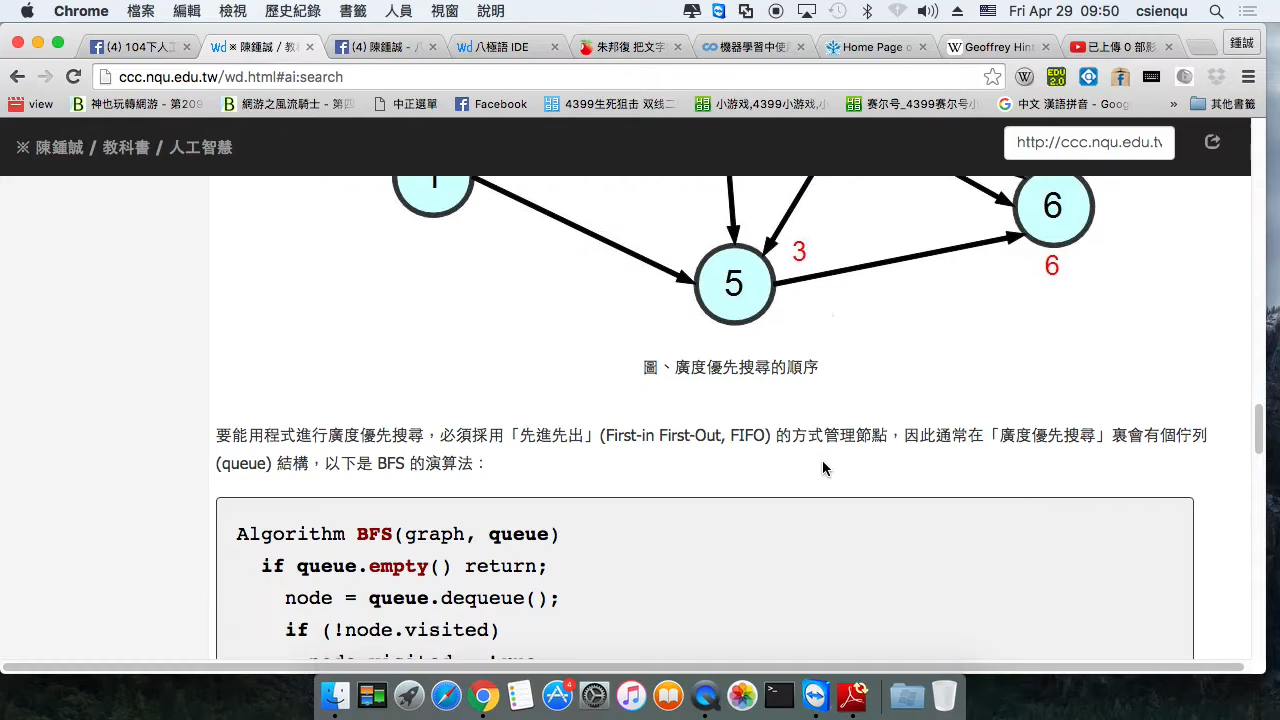 Chrome 檔案 編輯 檢視 歷史紀錄 書籤 人員 視窗 說明 Fri Apr 29 09:50 csienqu
(4) 104下人工 Wd ※ 陳鍾誠 / 教科 (4) 陳鍾誠 - 八 Wd 八極語 IDE 朱邦復 把文字 機器學習中使用 Home Page o W Geoffrey Hint 已上傳 0 部影 鍾誠
ccc.nqu.edu.tw/wd.html#ai:search
view 神也玩轉網游 - 第209 網游之風流騎士 - 第四 中正選單 Facebook 4399生死狙击 双线二 小游戏,4399小游戏,小 赛尔号_4399赛尔号小 中文 漢語拼音 - Goog » 其他書籤
※ 陳鍾誠 / 教科書 / 人工智慧 http://ccc.nqu.edu.tv
1
6
3
5
6
圖、廣度優先搜尋的順序
要能用程式進行廣度優先搜尋，必須採用「先進先出」(First-in First-Out, FIFO) 的方式管理節點，因此通常在「廣度優先搜尋」裏會有個佇列
(queue) 結構，以下是 BFS 的演算法：
Algorithm BFS(graph, queue)
if queue.empty() return;
node = queue.dequeue();
if (!node.visited)